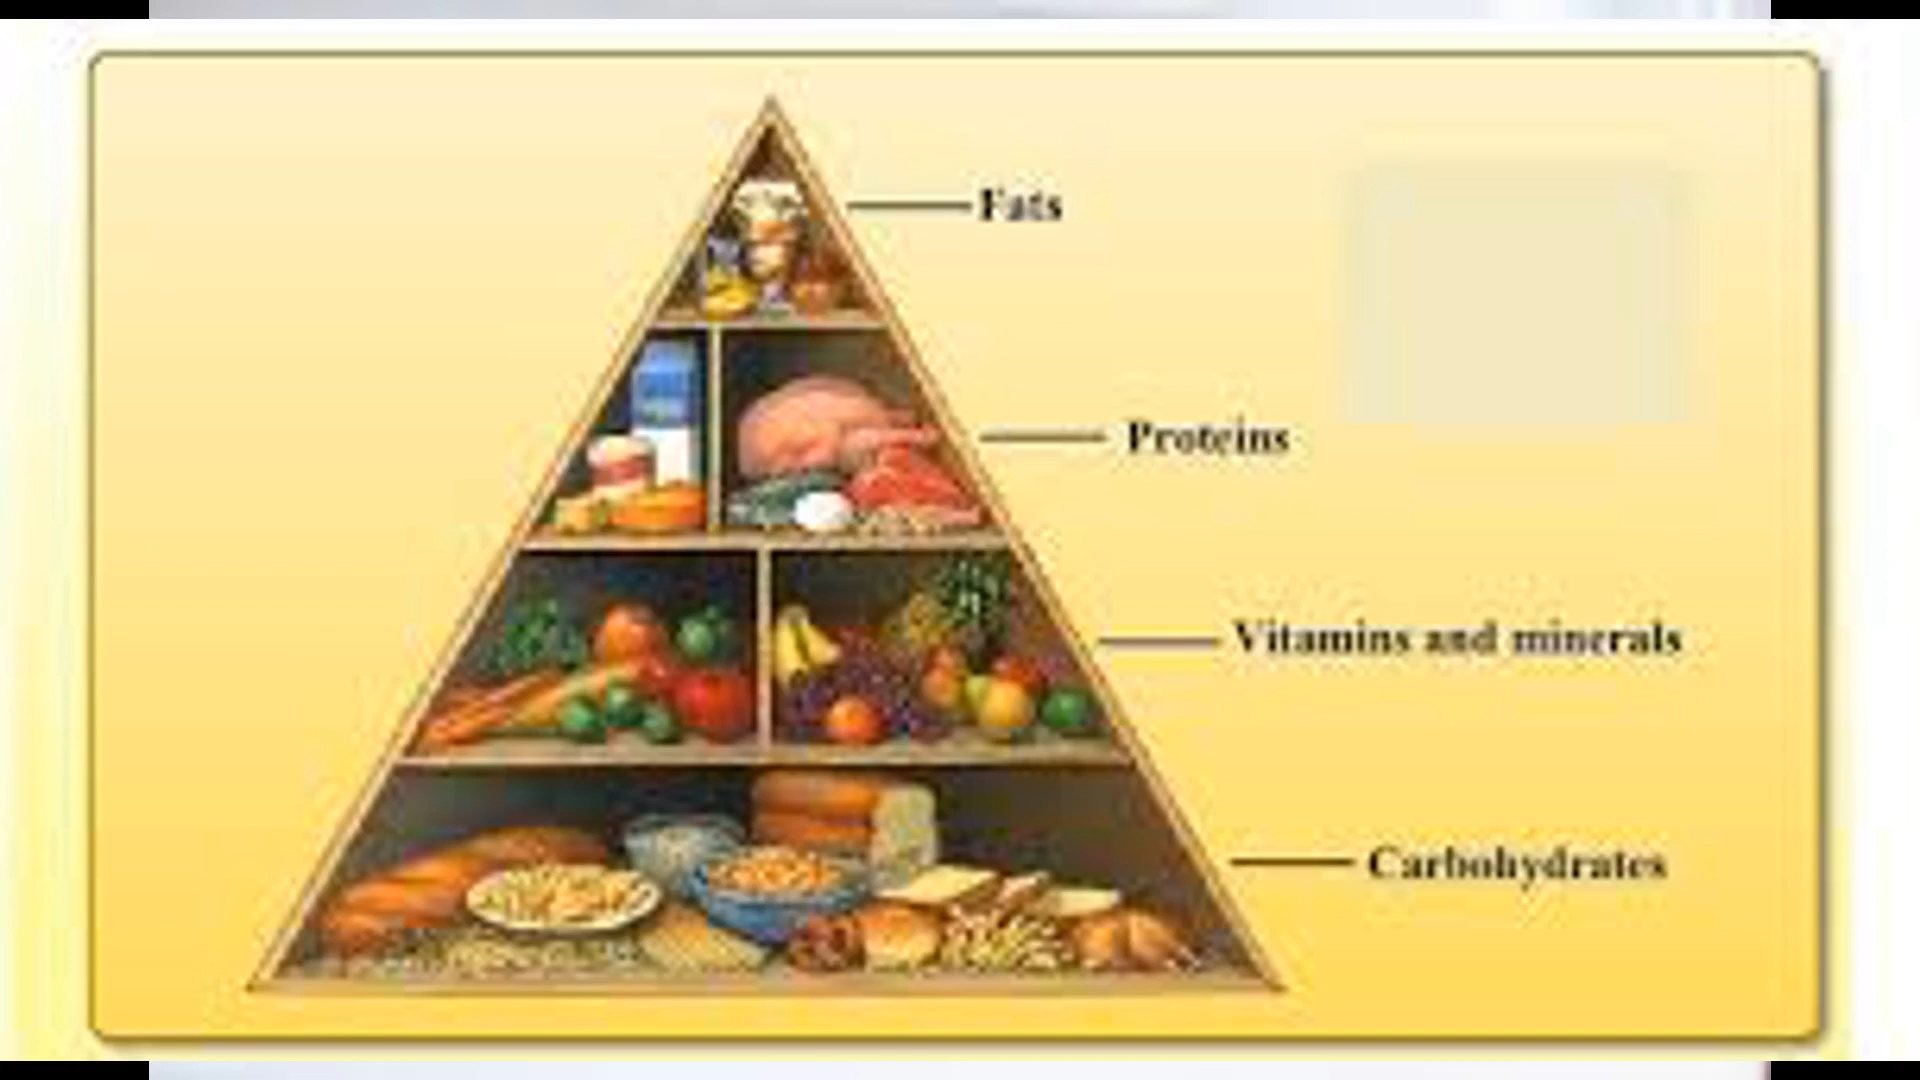 Fats
Proteins
Vitamins and minerals
Carbohydrates